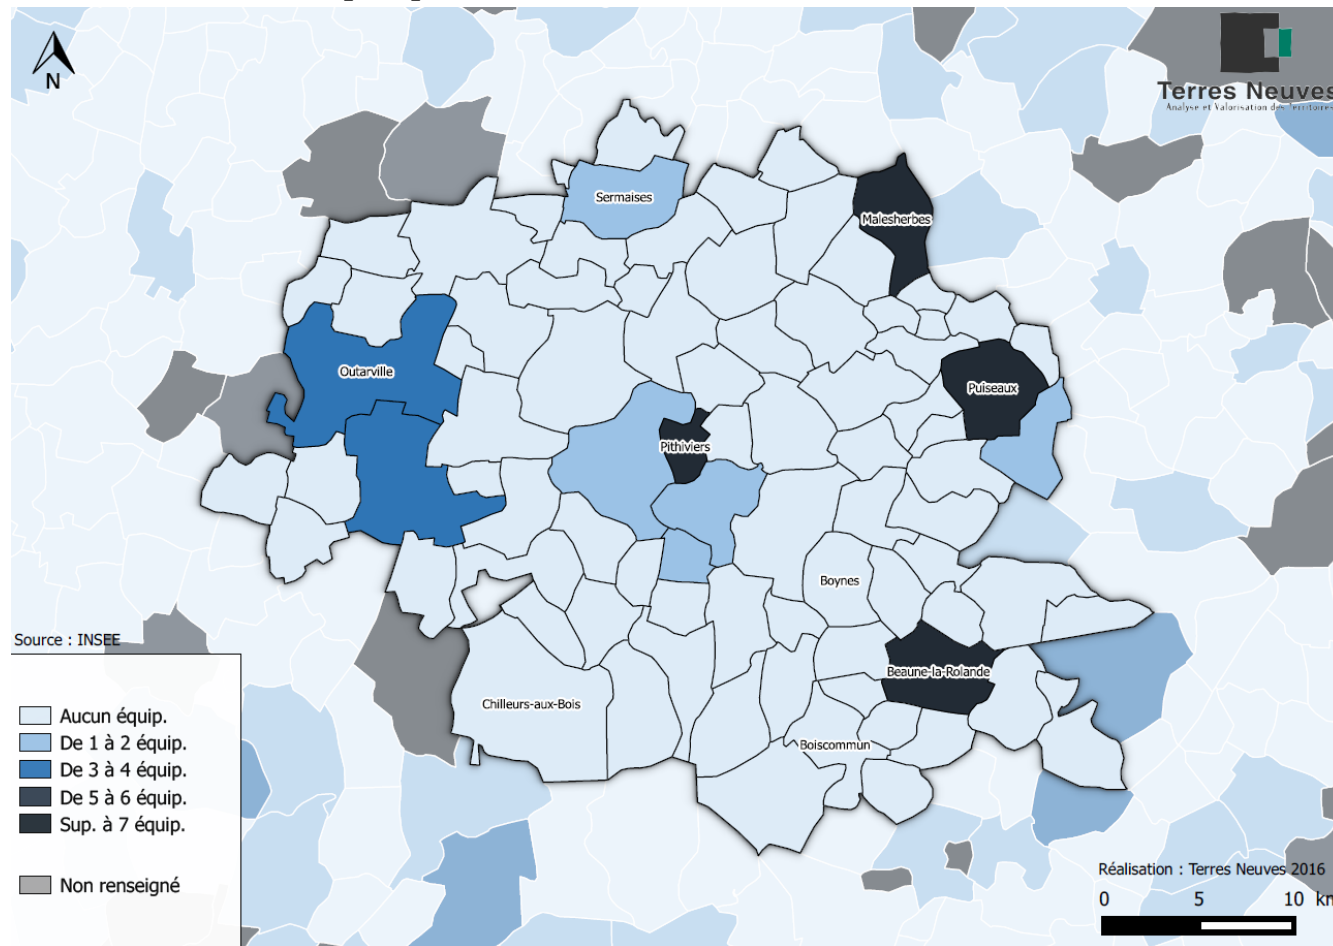 N
Terres Neuves
Analyse et Valorisation des Territoires
Sermaises
Malesherbes
Outarville
Puiseaux
Pithiviers
Boynes
Beaune-la-Rolande
Chilleurs-aux-Bois
Boiscommun
Source : INSEE
Aucun équip.
De 1 à 2 équip.
De 3 à 4 équip.
De 5 à 6 équip.
Sup. à 7 équip.
Non renseigné
Réalisation : Terres Neuves 2016
0 5 10 km